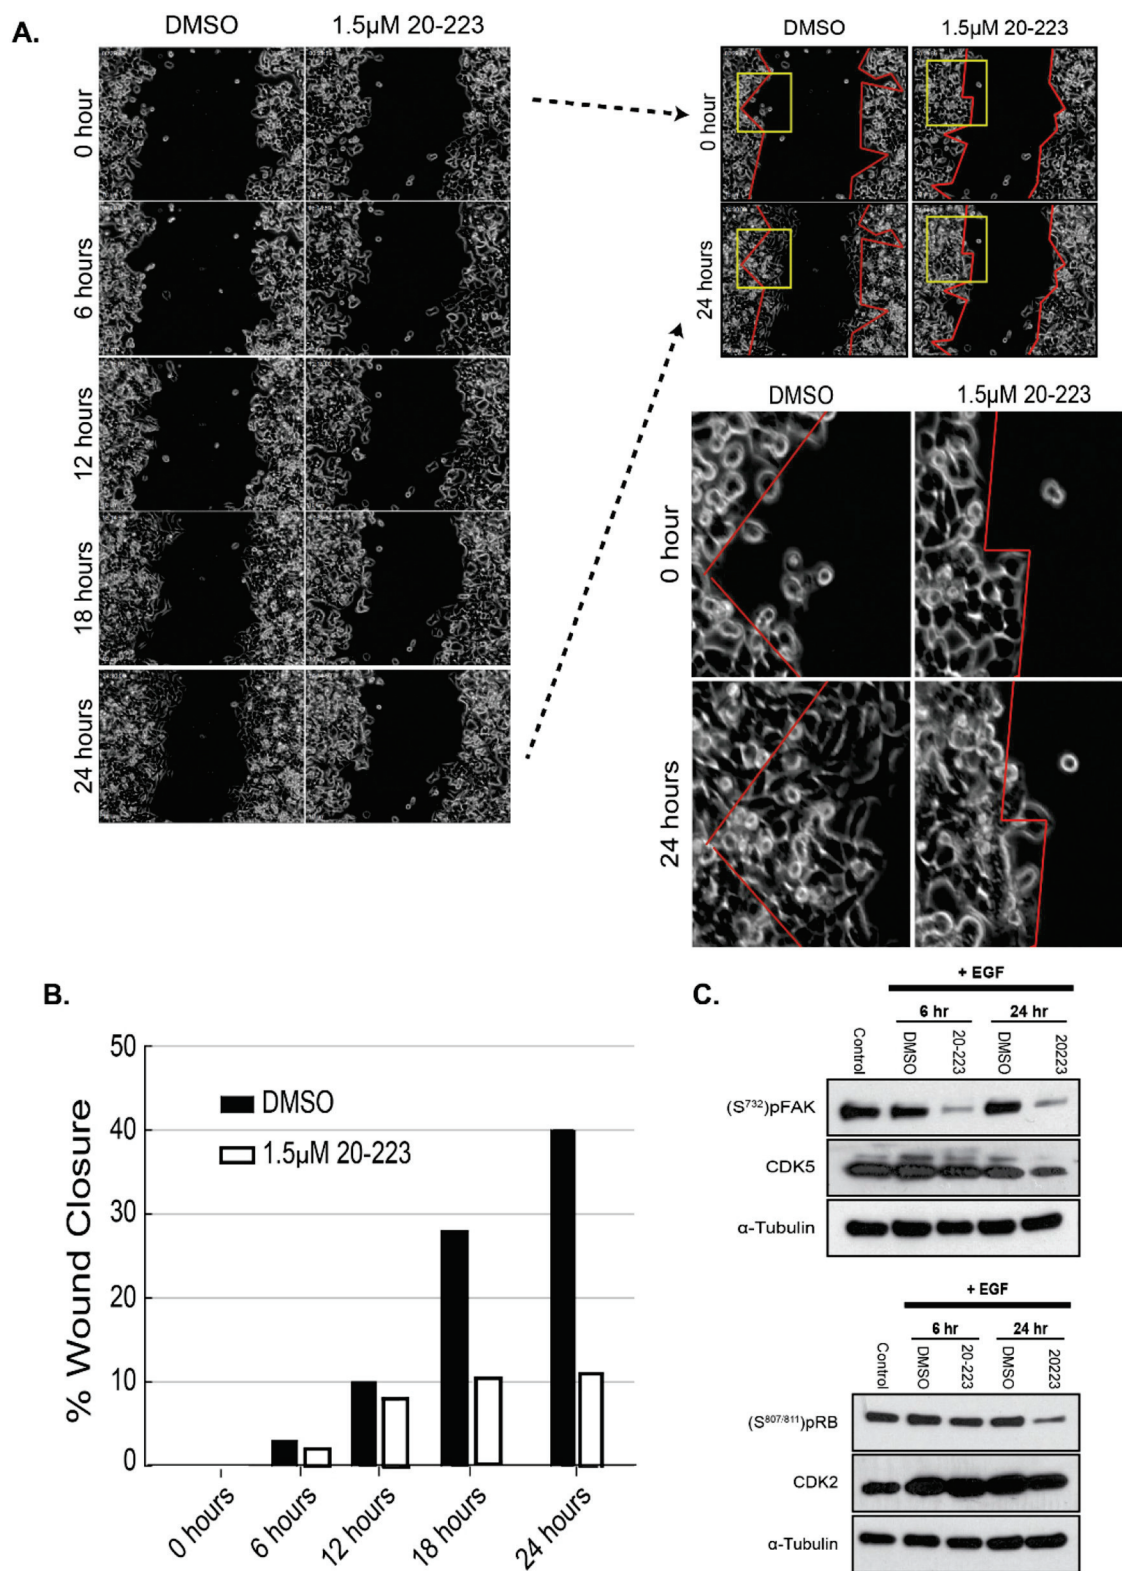 A.
DMSO
1.5µM 20-223
0 hour
6 hours
12 hours
18 hours
24 hours
DMSO
1.5µM 20-223
0 hour
24 hours
DMSO
1.5µM 20-223
0 hour
24 hours
B.
% Wound Closure
50
40
30
20
10
0
DMSO
1.5µM 20-223
0 hours
6 hours
12 hours
18 hours
24 hours
C.
+ EGF
6 hr
24 hr
Control
DMSO
20-223
DMSO
20223
(S732)pFAK
CDK5
α-Tubulin
+ EGF
6 hr
24 hr
Control
DMSO
20-223
DMSO
20223
(S807/811)pRB
CDK2
α-Tubulin